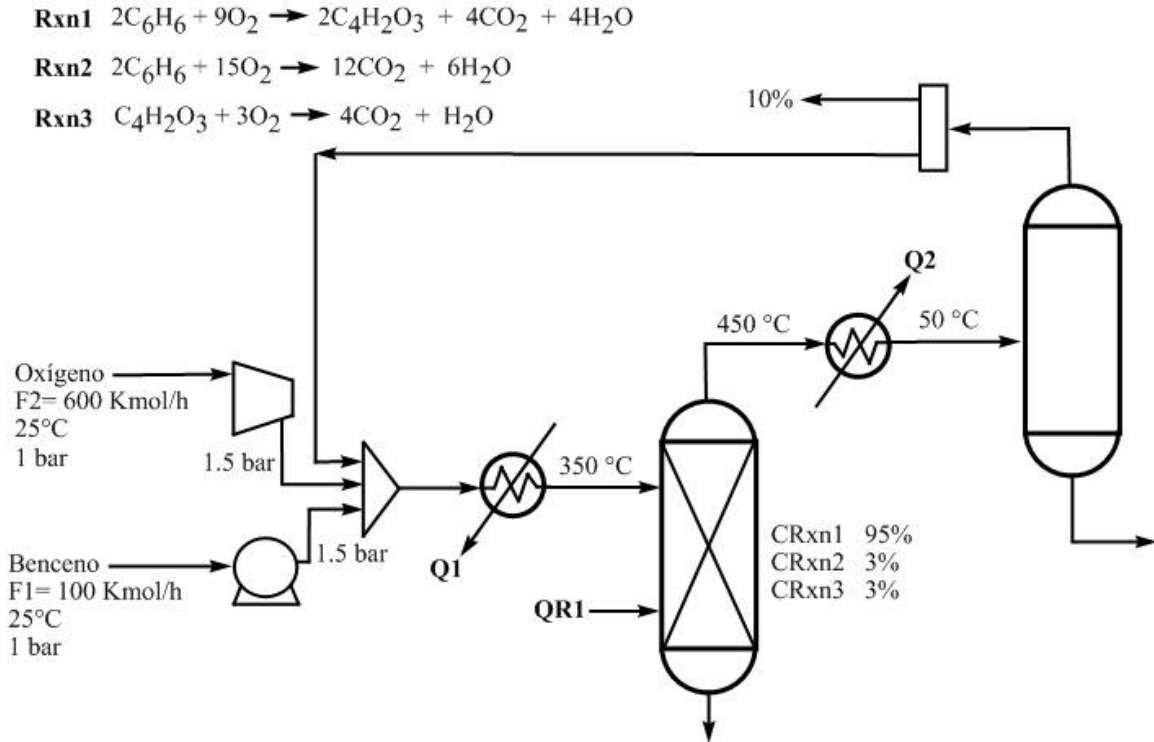 Rxn1 2C6H6 + 9O2 → 2C4H2O3 + 4CO2 + 4H2O
Rxn2 2C6H6 + 15O2 → 12CO2 + 6H2O
Rxn3 C4H2O3 + 3O2 → 4CO2 + H2O
10%
Q2
450 °C
50 °C
Oxígeno
F2= 600 Kmol/h
25°C
1 bar
1.5 bar
350 °C
Q1
1.5 bar
Benceno
F1= 100 Kmol/h
25°C
1 bar
QR1
CRxn1 95%
CRxn2 3%
CRxn3 3%